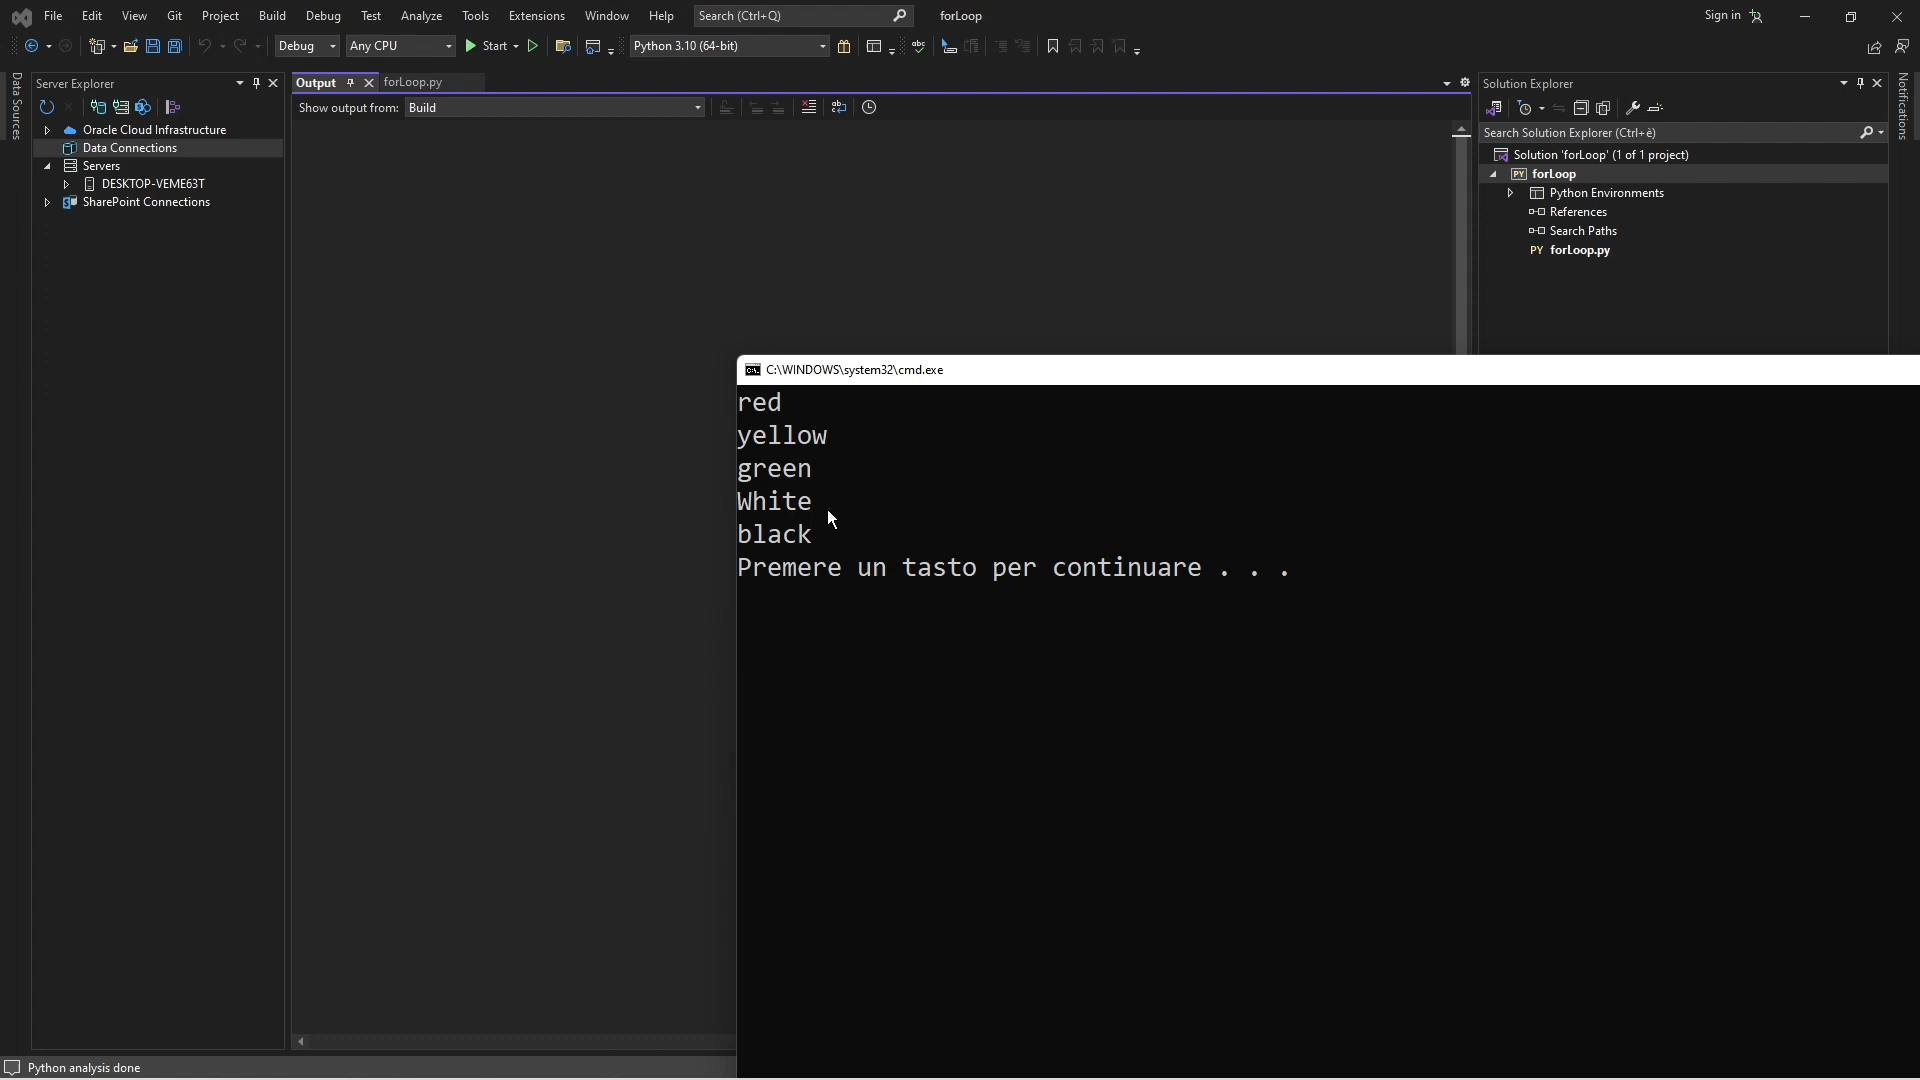 File Edit View Git Project Build Debug Test Analyze Tools Extensions Window Help Search (Ctrl+Q) forLoop Sign in
Debug Any CPU Start Python 3.10 (64-bit)
Data Sources
Server Explorer
Oracle Cloud Infrastructure
Data Connections
Servers
DESKTOP-VEME63T
SharePoint Connections
Output forLoop.py
Show output from: Build
Solution Explorer
Search Solution Explorer (Ctrl+è)
Solution 'forLoop' (1 of 1 project)
PY forLoop
Python Environments
References
Search Paths
PY forLoop.py
Notifications
C:\WINDOWS\system32\cmd.exe
red
yellow
green
White
black
Premere un tasto per continuare . . .
Python analysis done